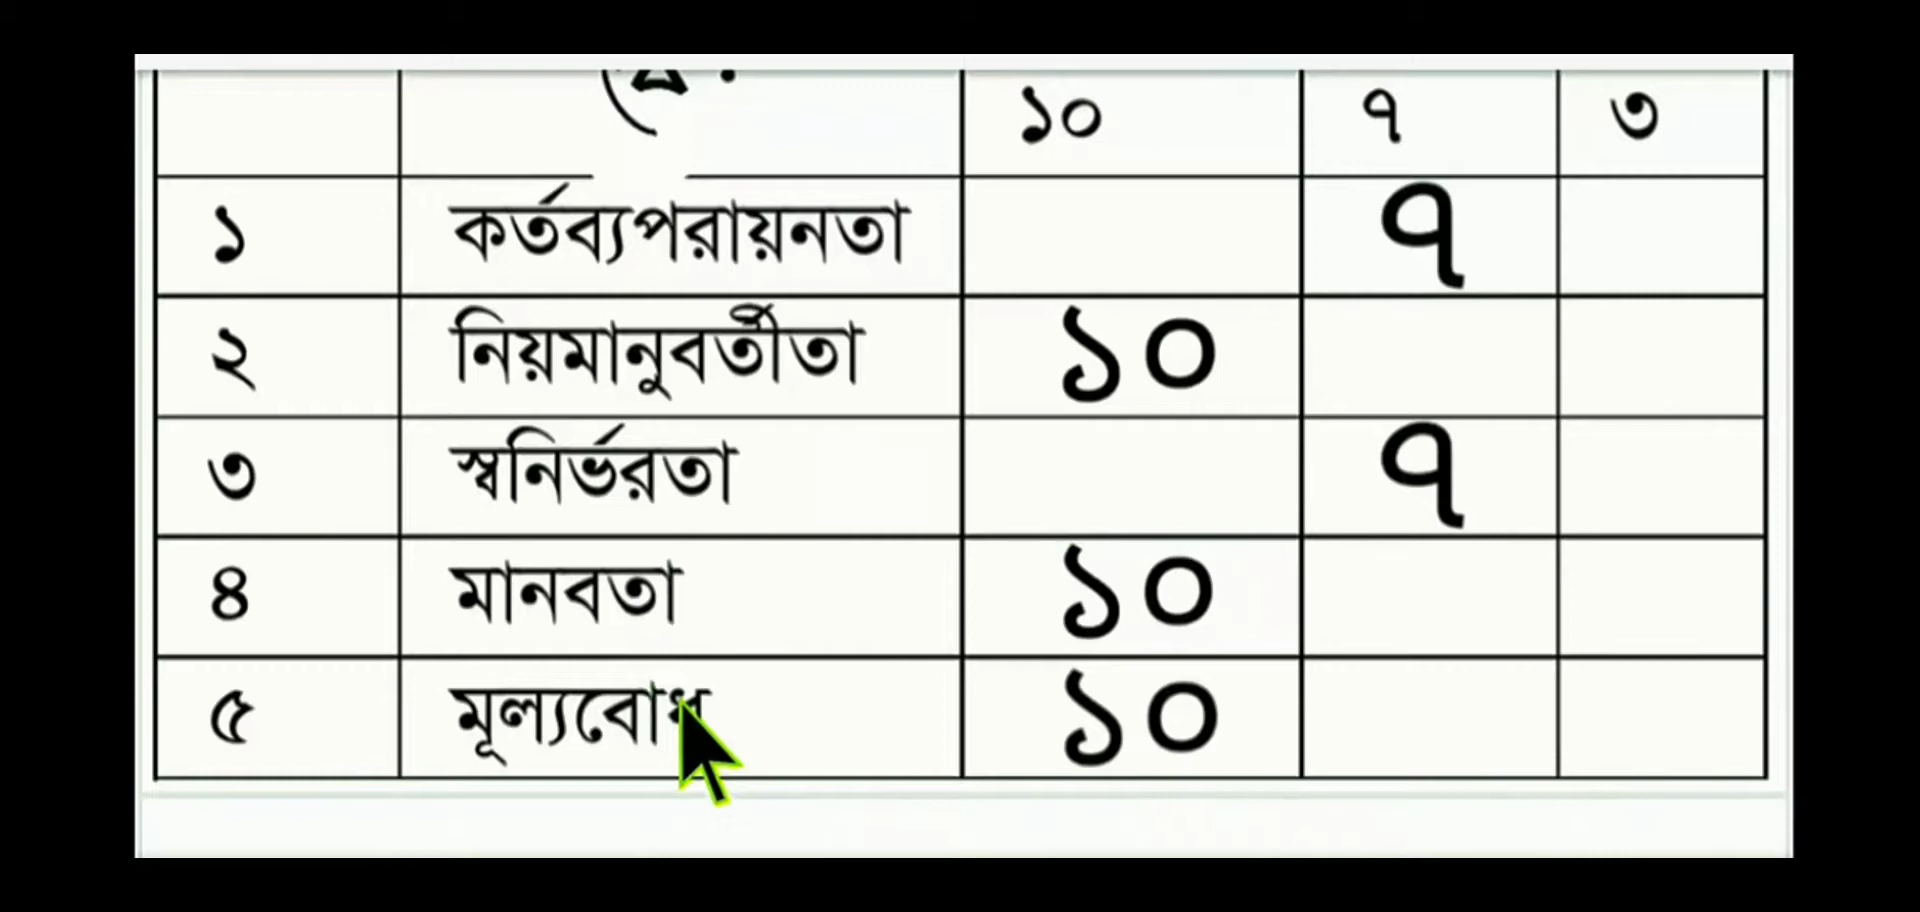 ১০ ৭ ৩
১ কর্তব্যপরায়নতা ৭
২ নিয়মানুবর্তীতা ১০
৩ স্বনির্ভরতা ৭
৪ মানবতা ১০
৫ মূল্যবোধ ১০